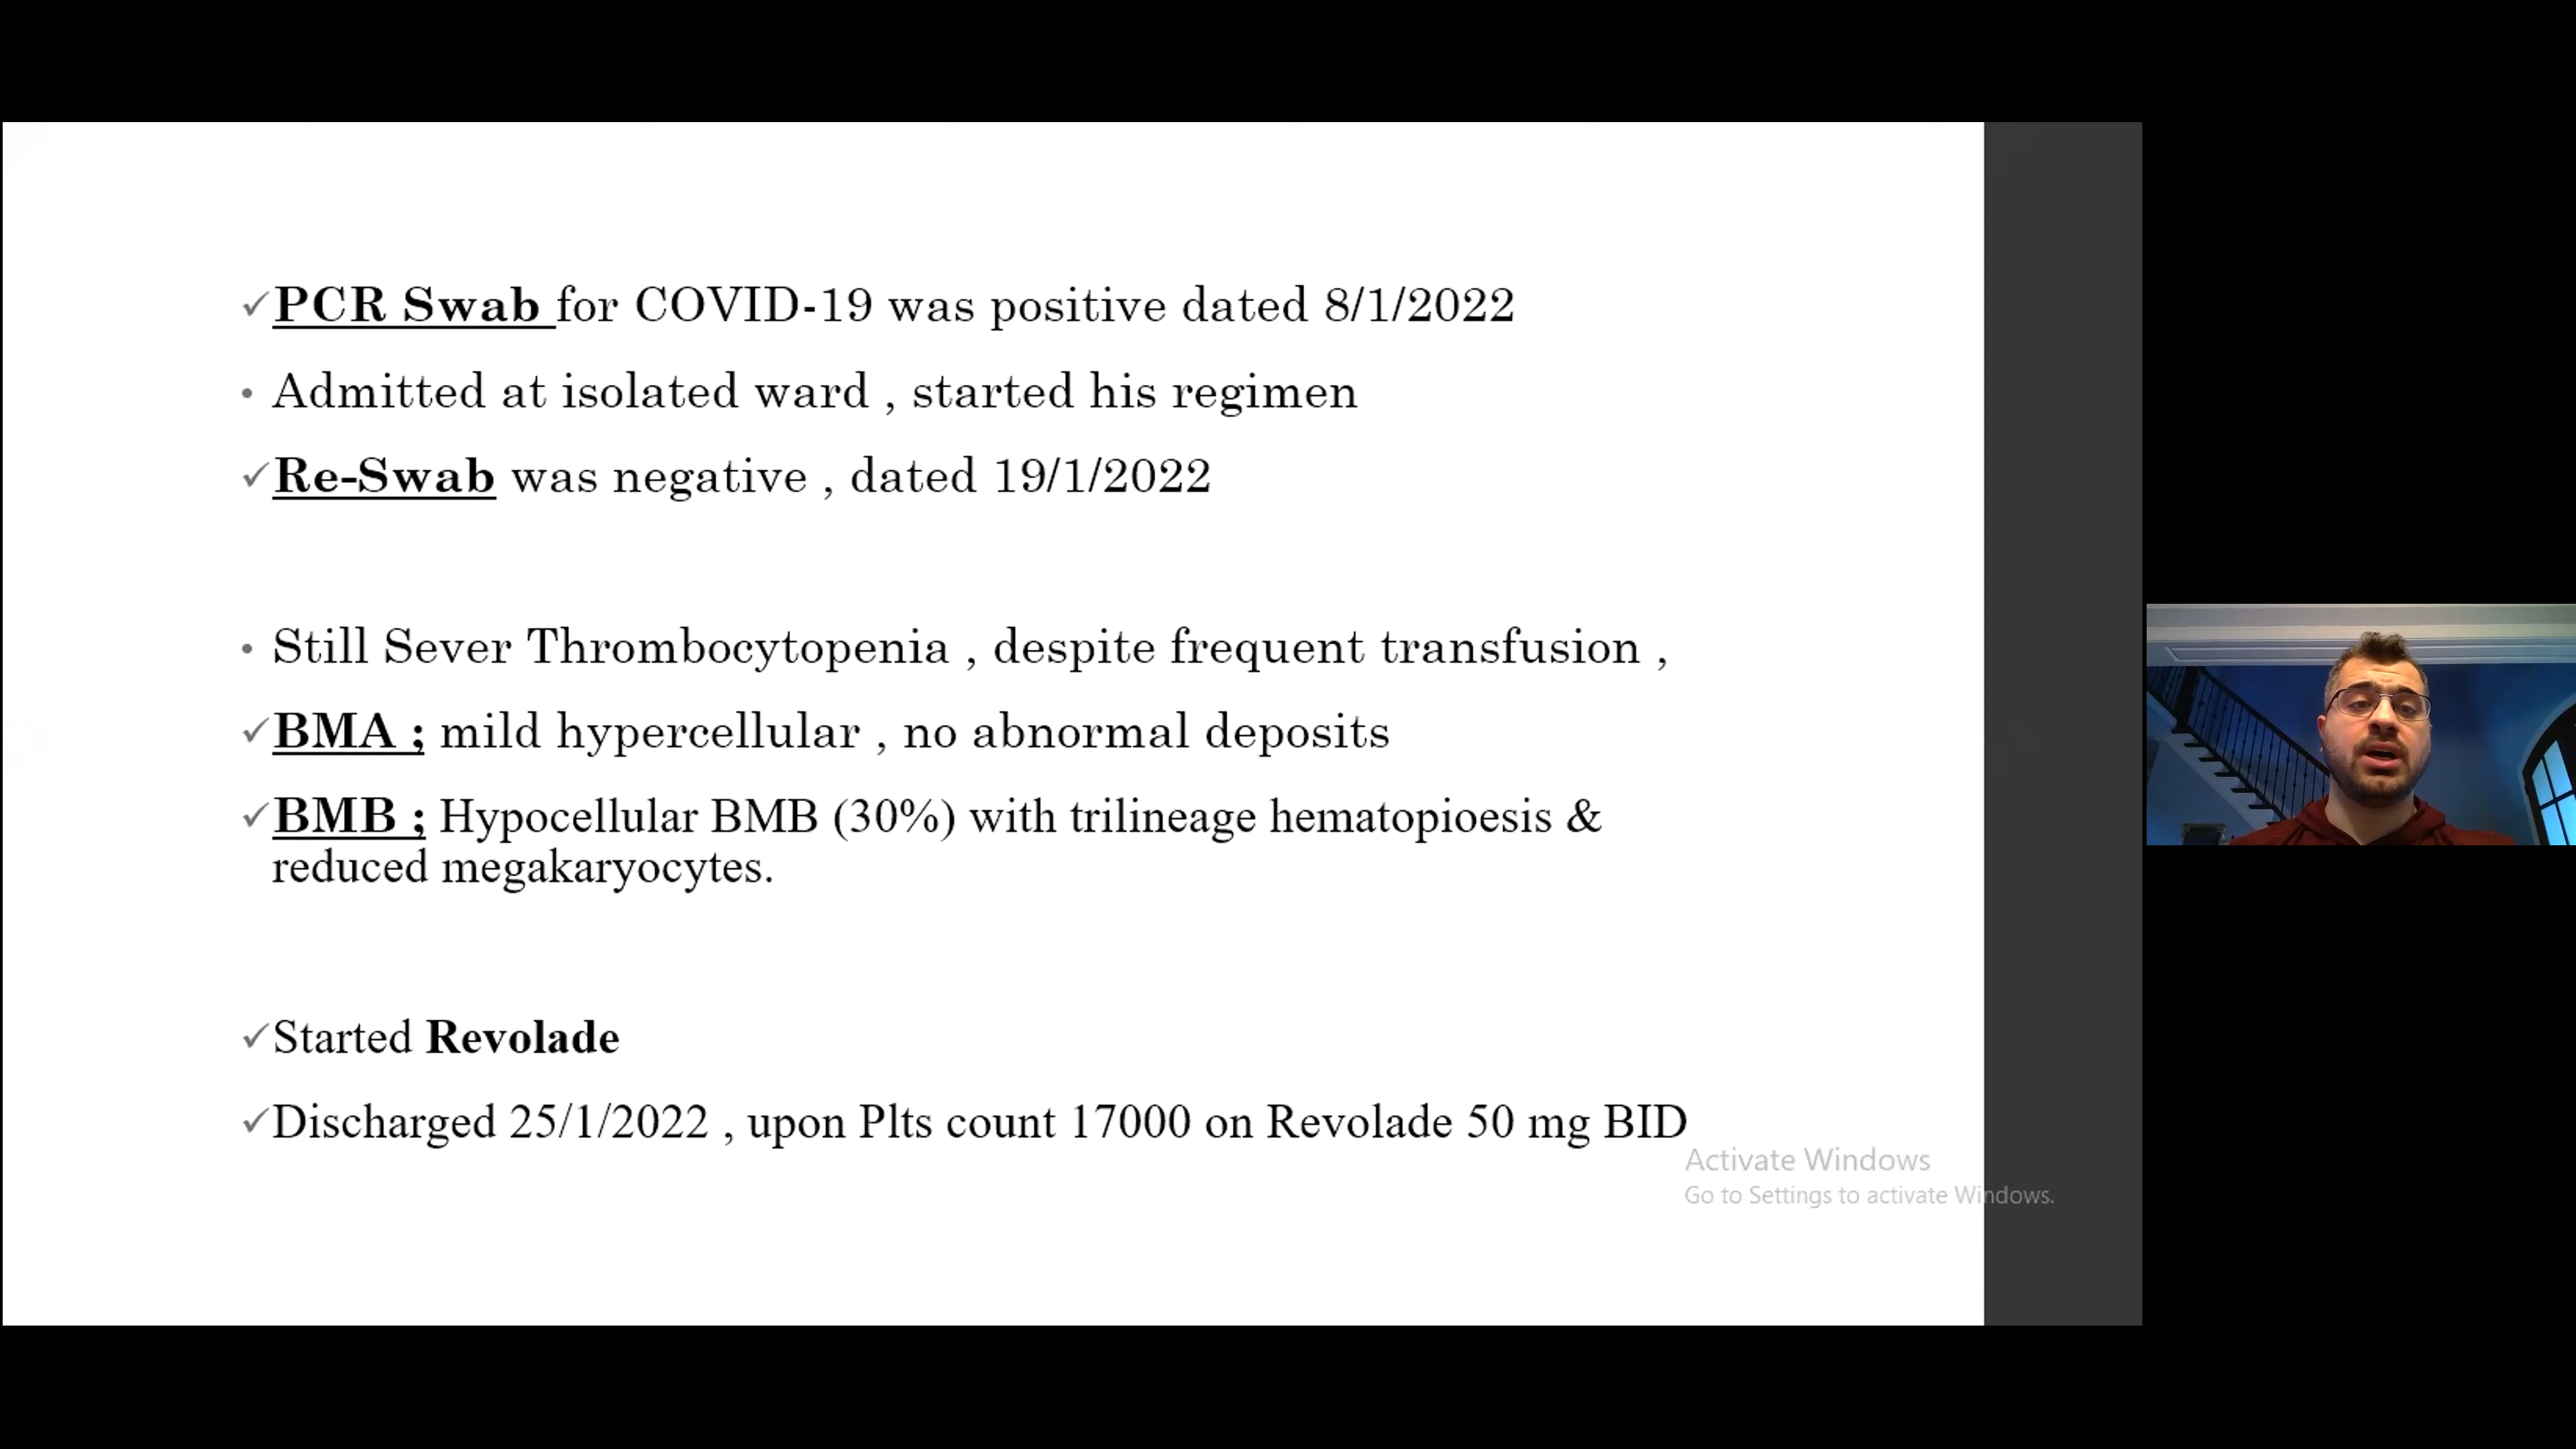 PCR Swab for COVID-19 was positive dated 8/1/2022
Admitted at isolated ward , started his regimen
Re-Swab was negative , dated 19/1/2022
Still Sever Thrombocytopenia , despite frequent transfusion ,
BMA ; mild hypercellular , no abnormal deposits
BMB ; Hypocellular BMB (30%) with trilineage hematopioesis &
reduced megakaryocytes.
Started Revolade
Discharged 25/1/2022 , upon Plts count 17000 on Revolade 50 mg BID
Activate Windows
Go to Settings to activate Windows.